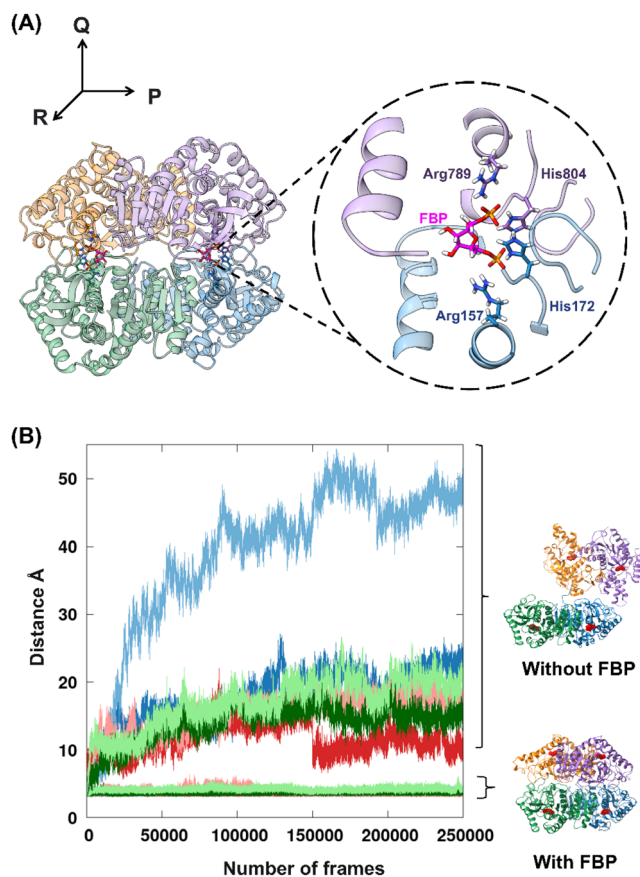 (A)
Q
P
R
Arg789
His804
FBP
His172
Arg157
(B)
50
40
30
20
10
0
Distance Å
0 50000 100000 150000 200000 250000
Number of frames
Without FBP
With FBP